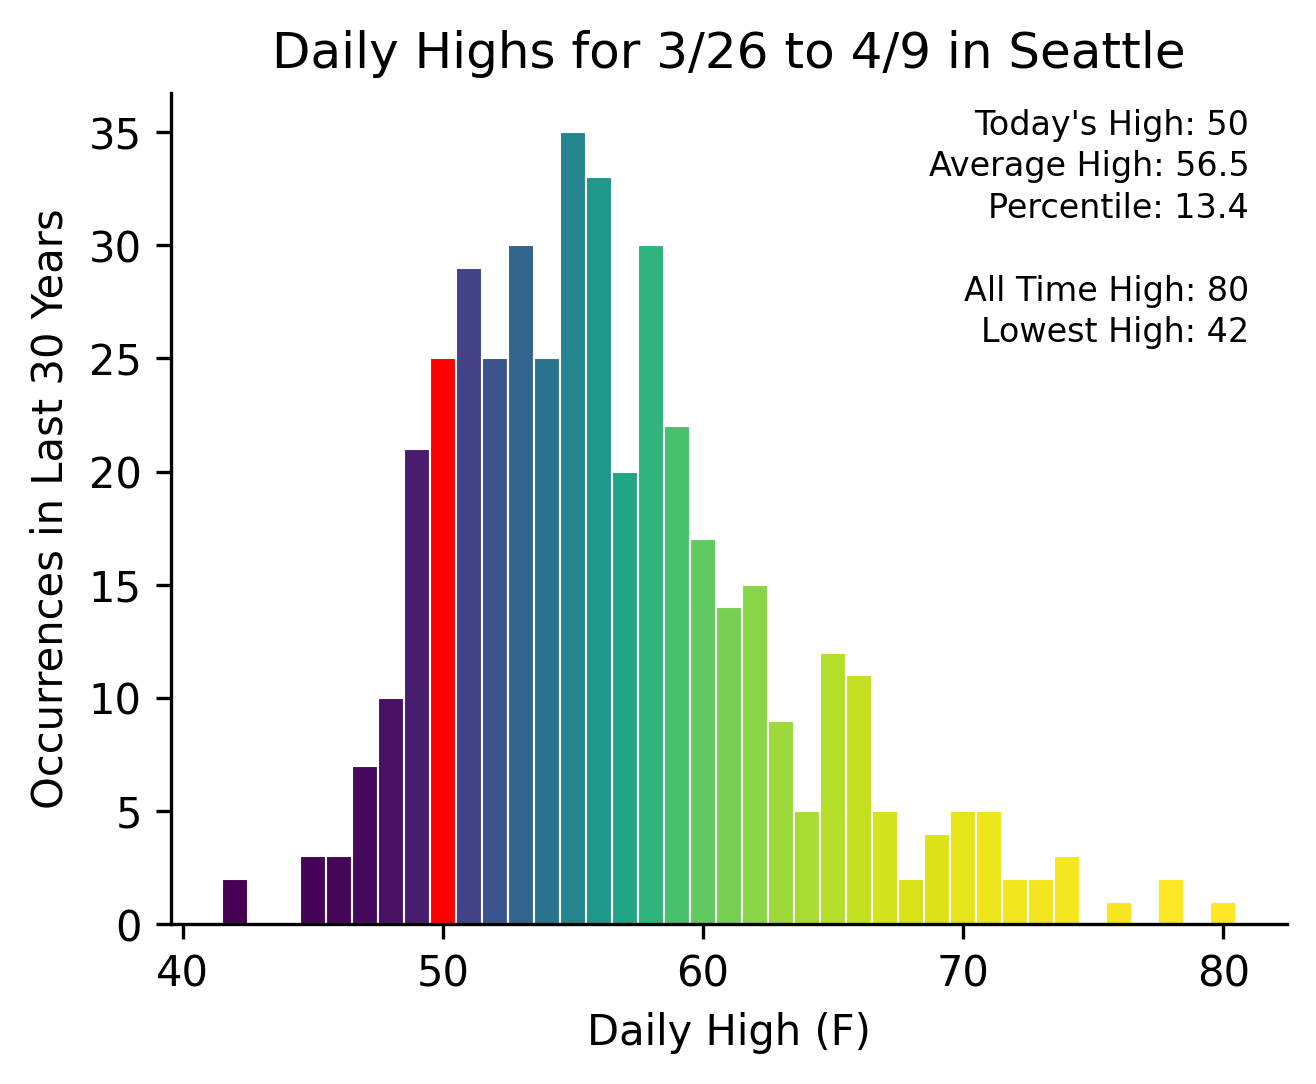 Daily Highs for 3/26 to 4/9 in Seattle
Today's High: 50
Average High: 56.5
Percentile: 13.4
All Time High: 80
Lowest High: 42
Occurrences in Last 30 Years
35
30
25
20
15
10
5
0
40 50 60 70 80
Daily High (F)